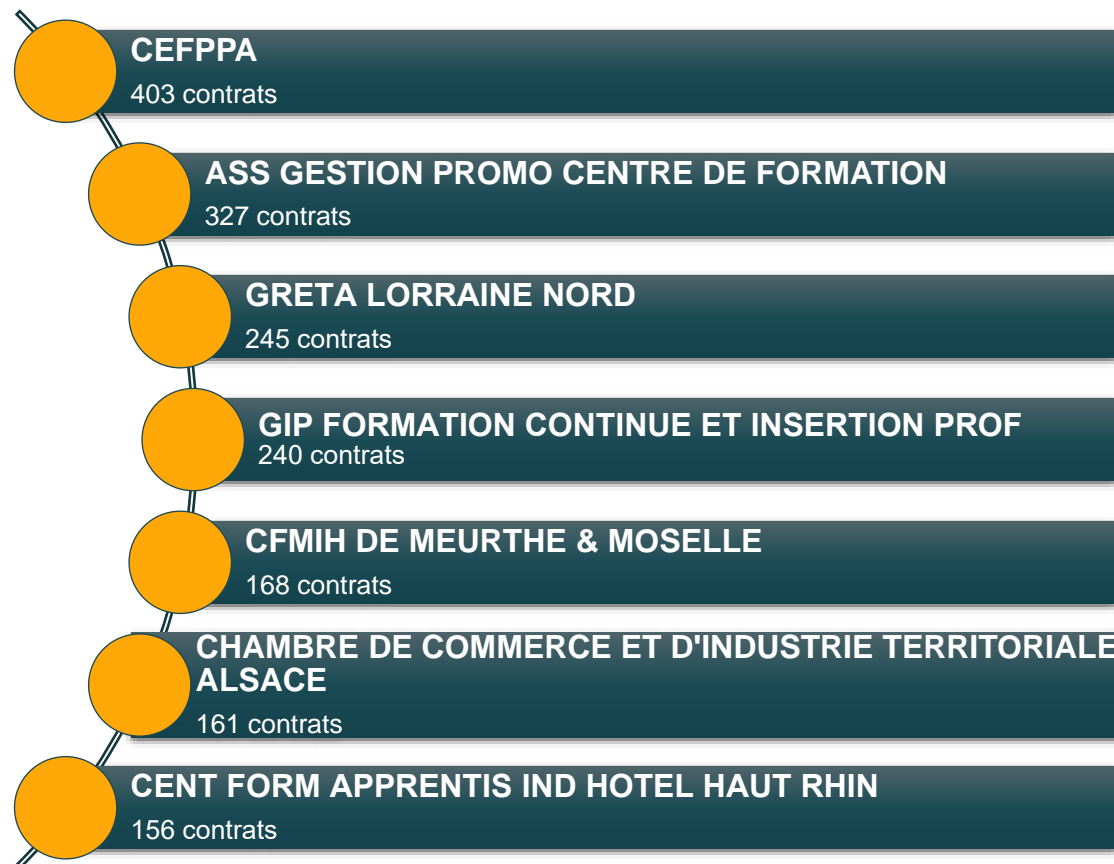 CEFPPA
403 contrats
ASS GESTION PROMO CENTRE DE FORMATION
327 contrats
GRETA LORRAINE NORD
245 contrats
GIP FORMATION CONTINUE ET INSERTION PROF
240 contrats
CFMIH DE MEURTHE & MOSELLE
168 contrats
CHAMBRE DE COMMERCE ET D'INDUSTRIE TERRITORIALE
ALSACE
161 contrats
CENT FORM APPRENTIS IND HOTEL HAUT RHIN
156 contrats